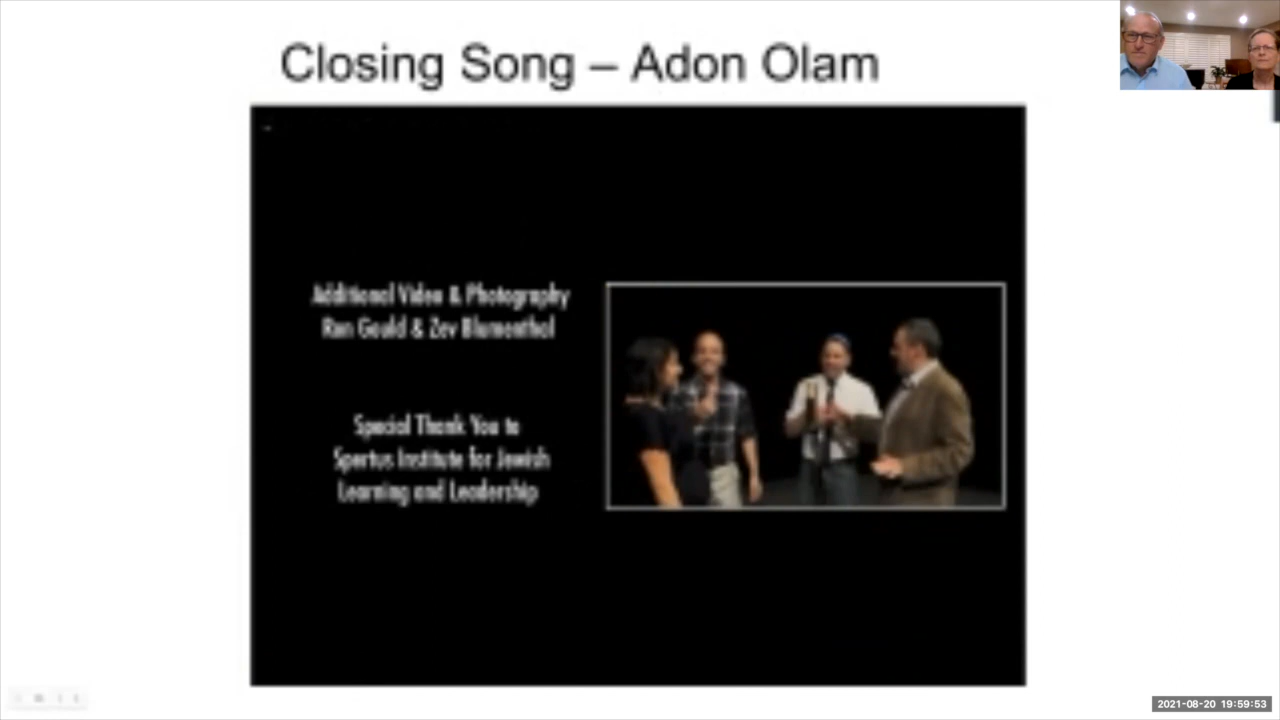 Closing Song – Adon Olam
Additional Video & Photography
Ron Gould & Zev Blumenthal
Special Thank You to
Spertus Institute for Jewish
Learning and Leadership
2021-08-20 19:59:53